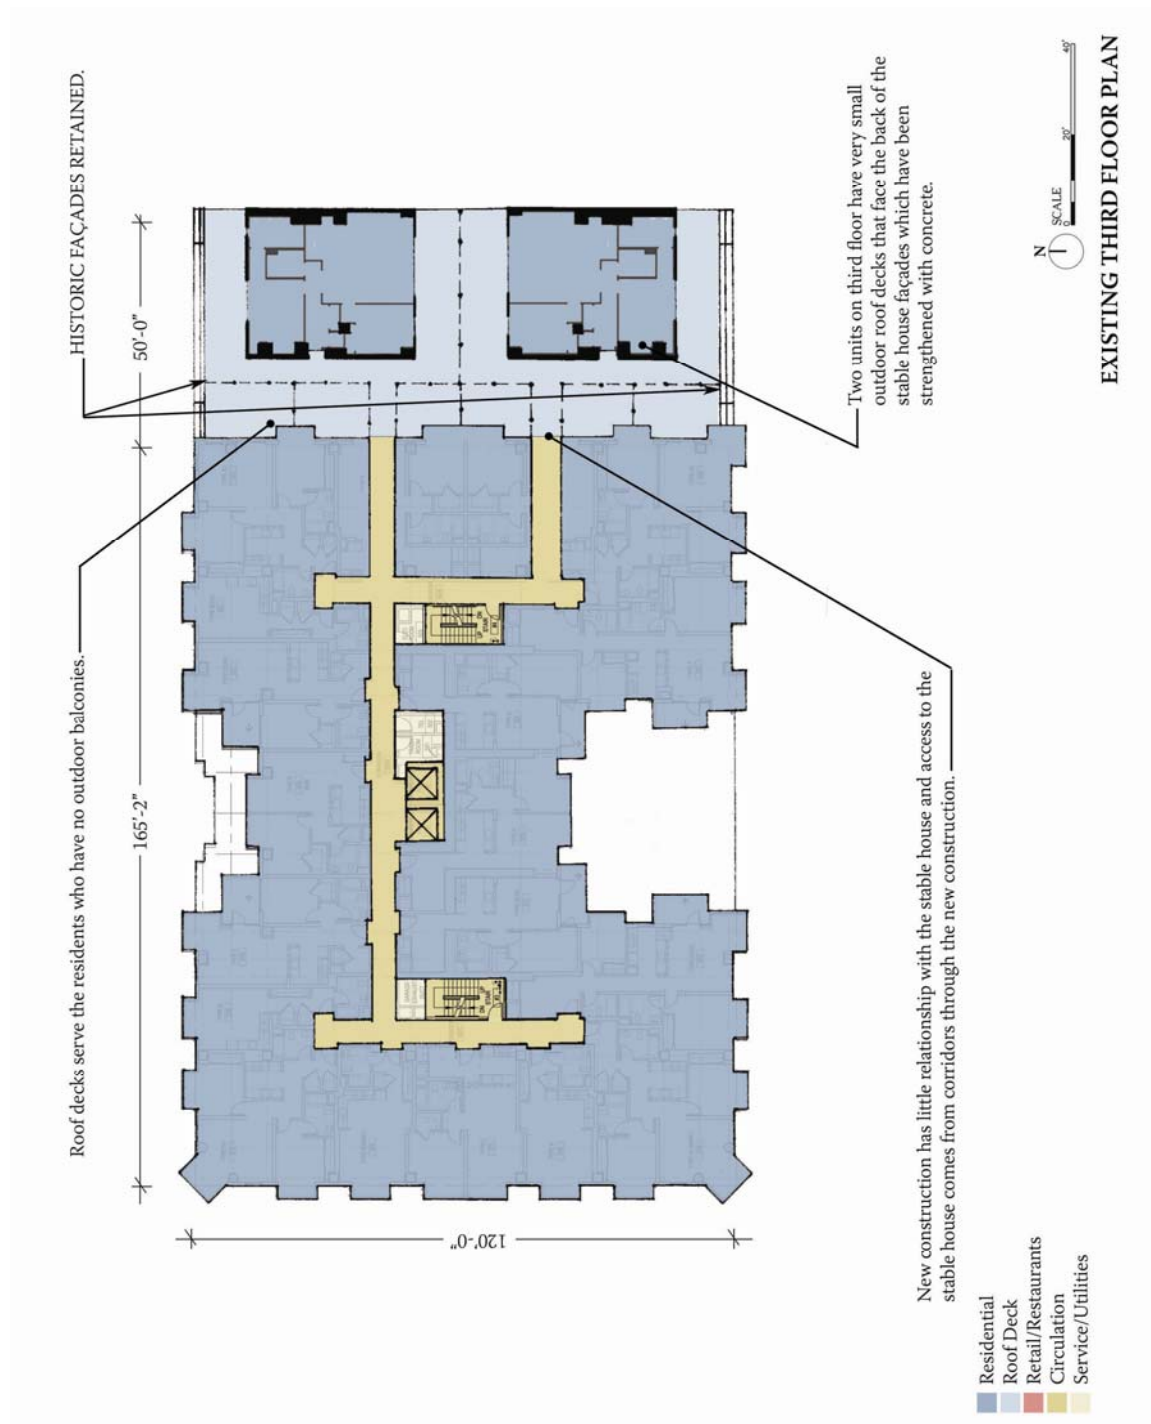 HISTORIC FAÇADES RETAINED.
50'-0"
Roof decks serve the residents who have no outdoor balconies.
165'-2"
120'-0"
Two units on third floor have very small
outdoor roof decks that face the back of the
stable house façades which have been
strengthened with concrete.
New construction has little relationship with the stable house and access to the
stable house comes from corridors through the new construction.
UP
DN
UP
DN
Residential
Roof Deck
Retail/Restaurants
Circulation
Service/Utilities
N
SCALE
0 20' 40'
EXISTING THIRD FLOOR PLAN